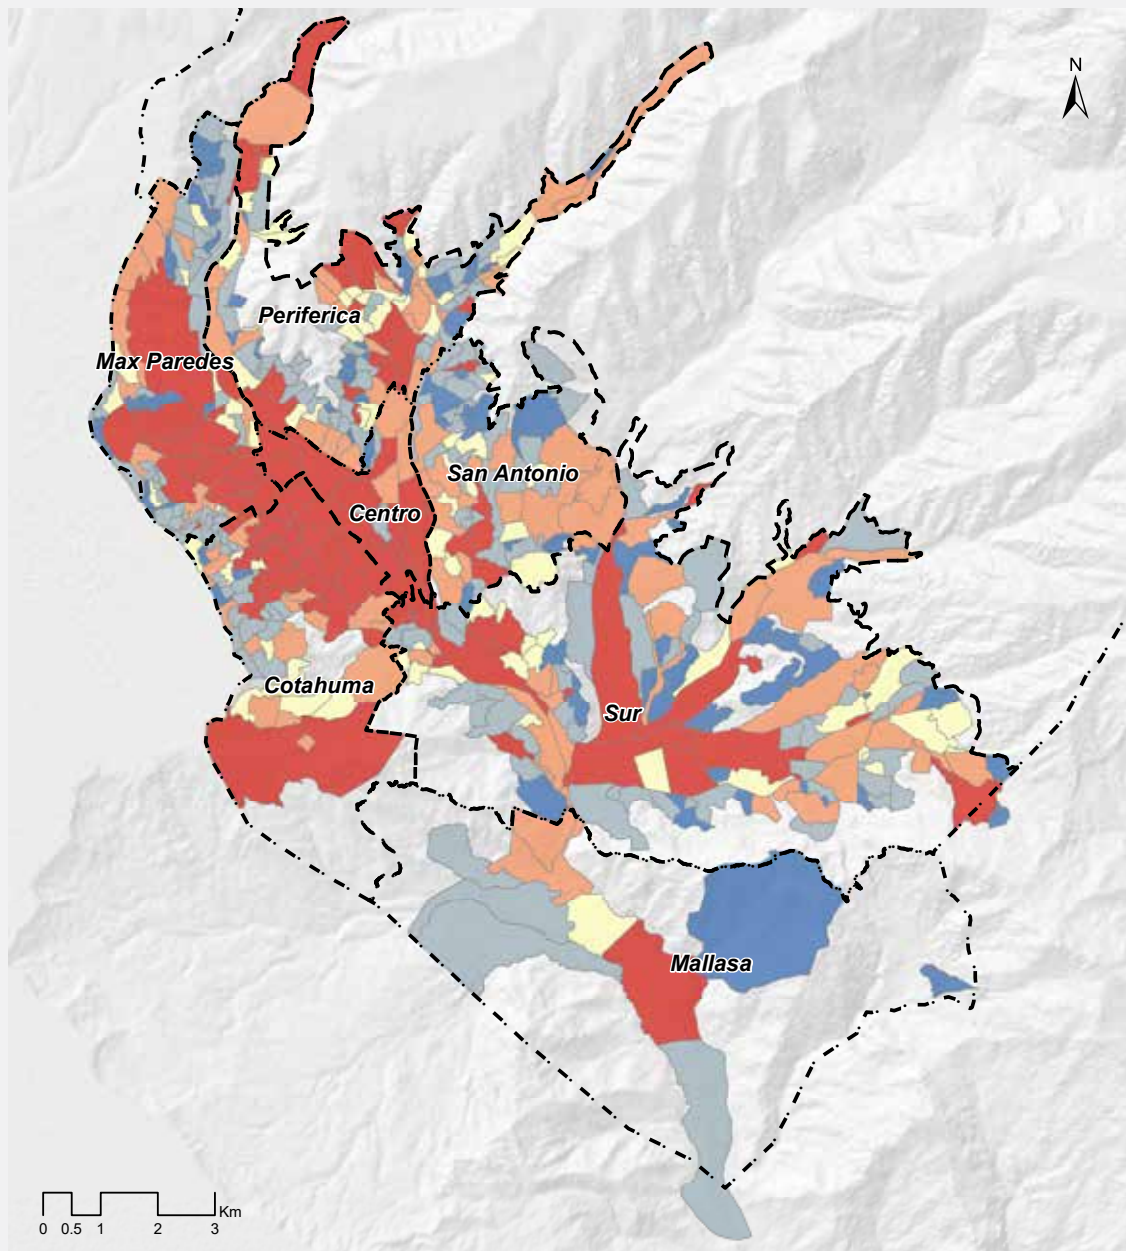 N
Periferica
Max Paredes
San Antonio
Centro
Cotahuma
Sur
Mallasa
Km
0 0.5 1 2 3